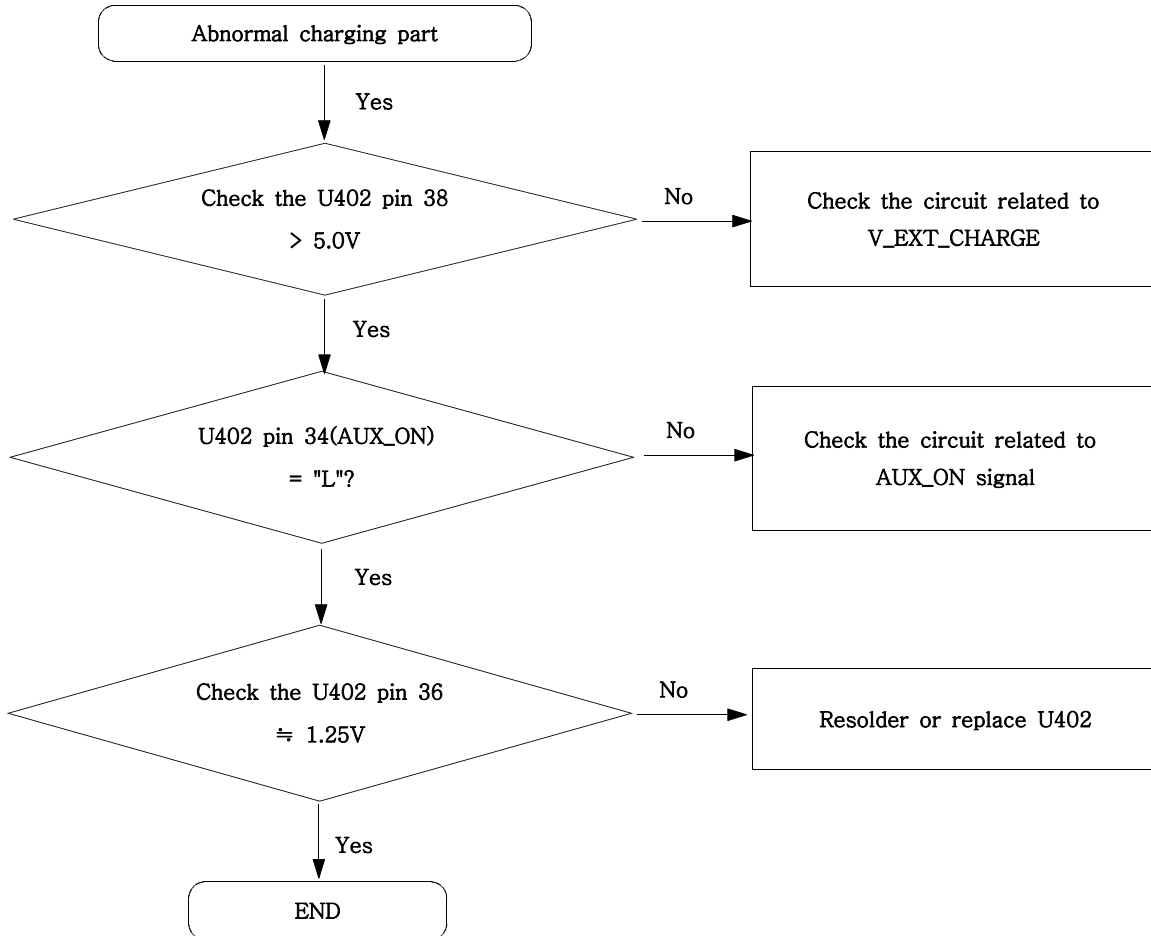 Abnormal charging part
Yes
Check the U402 pin 38
> 5.0V
No
Check the circuit related to
V_EXT_CHARGE
Yes
U402 pin 34(AUX_ON)
= "L"?
No
Check the circuit related to
AUX_ON signal
Yes
Check the U402 pin 36
≒ 1.25V
No
Resolder or replace U402
Yes
END